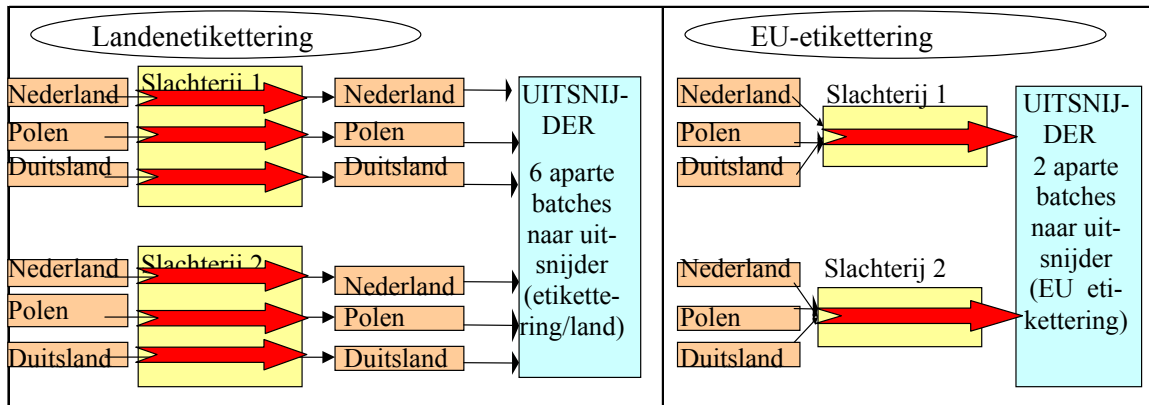 Landenetikettering
Slachterij 1
Nederland
Polen
Duitsland
Nederland
Polen
Duitsland
Slachterij 2
Nederland
Polen
Duitsland
Nederland
Polen
Duitsland
UITSNIJ-
DER
6 aparte
batches
naar uit-
snijder
(etikette-
ring/land)
EU-etikettering
Nederland
Polen
Duitsland
Slachterij 1
Nederland
Polen
Duitsland
Slachterij 2
UITSNIJ-
DER
2 aparte
batches
naar uit-
snijder
(EU eti-
kettering)